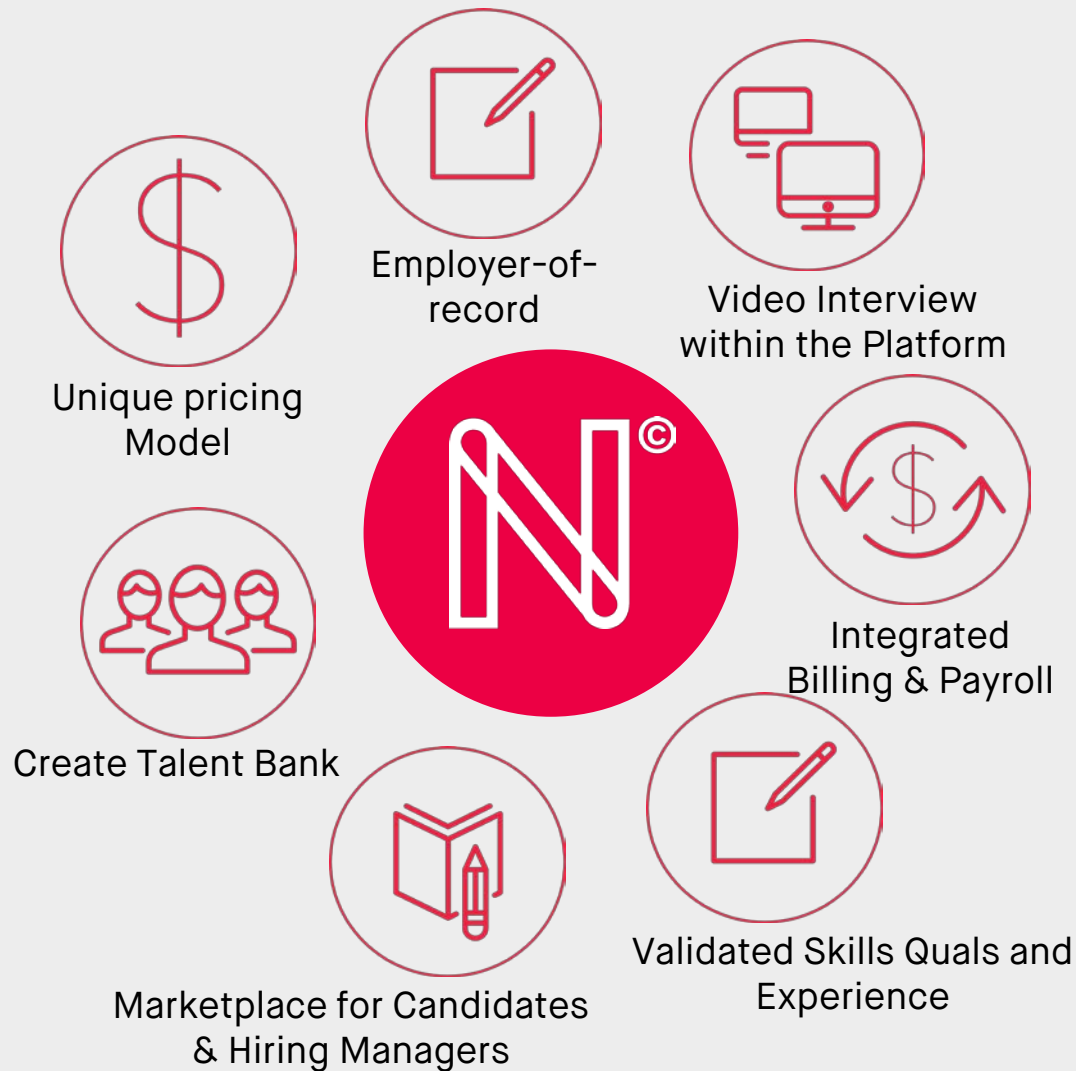 Employer-of-
record
Video Interview
within the Platform
Unique pricing
Model
N©
Integrated
Billing & Payroll
Create Talent Bank
Validated Skills Quals and
Experience
Marketplace for Candidates
& Hiring Managers